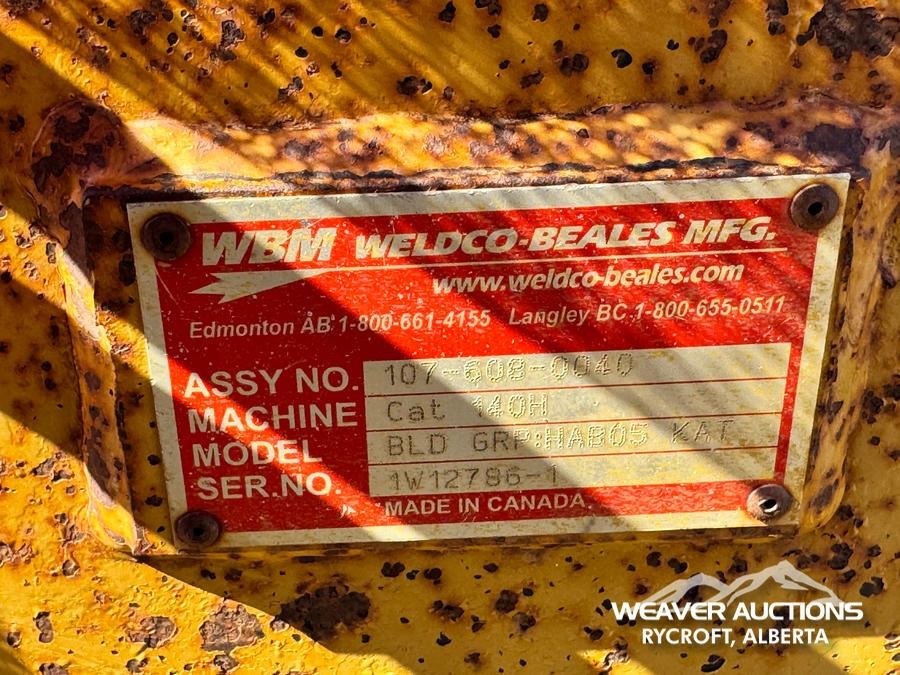 WBM WELDCO-BEALES MFG.
www.weldco-beales.com
Edmonton AB 1-800-661-4155 Langley BC 1-800-655-0511
ASSY NO. 107-608-0040
MACHINE Cat 140H
MODEL BLD GRP:HAB05 KAT
SER.NO. 1W12786-1
MADE IN CANADA.
WEAVER AUCTIONS
RYCROFT, ALBERTA